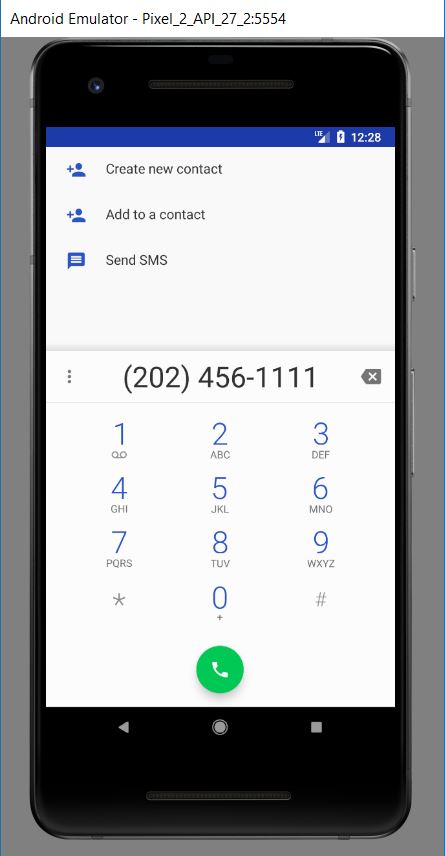 Android Emulator - Pixel_2_API_27_2:5554
LTE 12:28
Create new contact
Add to a contact
Send SMS
(202) 456-1111
1 2 3
ABC DEF
4 5 6
GHI JKL MNO
7 8 9
PQRS TUV WXYZ
* 0 #
+